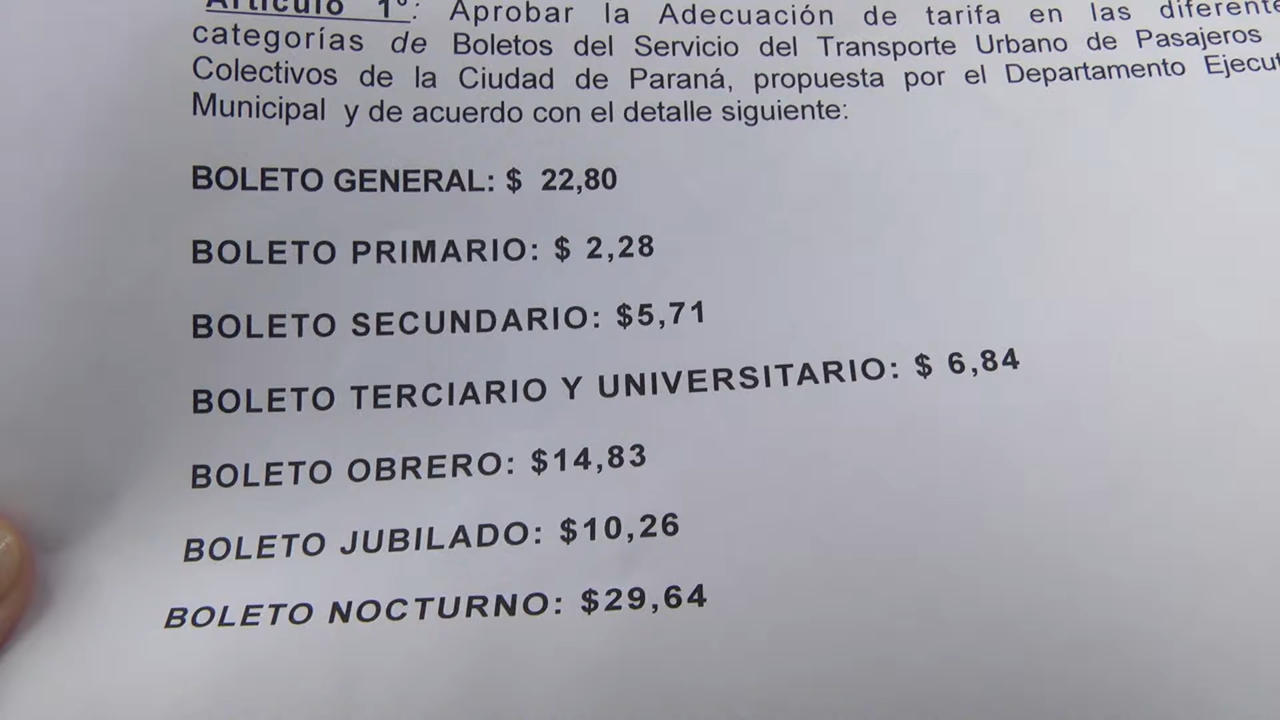 Artículo 1º: Aprobar la Adecuación de tarifa en las
categorías de Boletos del Servicio del Transporte Urbano de Pasajeros
Colectivos de la Ciudad de Paraná, propuesta por el Departamento
Municipal y de acuerdo con el detalle siguiente:
BOLETO GENERAL: $ 22,80
BOLETO PRIMARIO: $ 2,28
BOLETO SECUNDARIO: $5,71
BOLETO TERCIARIO Y UNIVERSITARIO: $ 6,84
BOLETO OBRERO: $14,83
BOLETO JUBILADO: $10,26
BOLETO NOCTURNO: $29,64